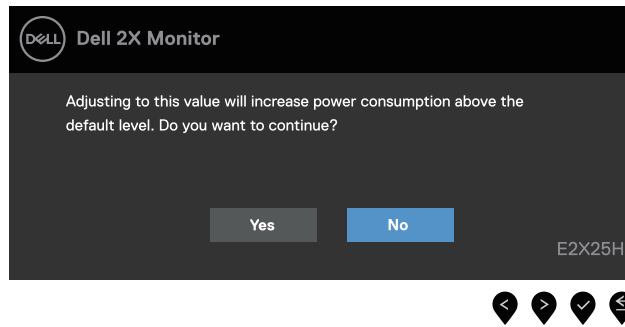 DELL
Dell 2X Monitor
Adjusting to this value will increase power consumption above the
default level. Do you want to continue?
Yes
No
E2X25H